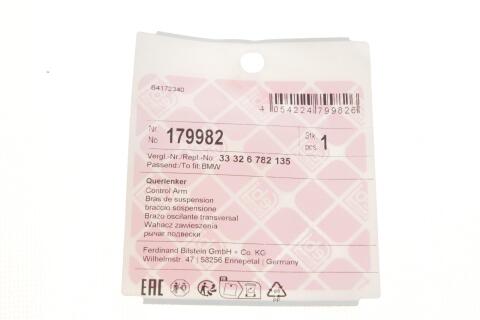 64172340
4 054224 799826
Nr.
No. 179982
Stk.
pcs. 1
Vergl.-Nr./Repl.-No: 33 32 6 782 135
Passend:/To fit: BMW
Querlenker
Control Arm
Bras de suspension
braccio sospensione
Brazo oscilante transversal
Wahacz zawieszenia
рычаг подвески
Ferdinand Bilstein GmbH + Co. KG
Wilhelmstr. 47 | 58256 Ennepetal | Germany
EAC
PP